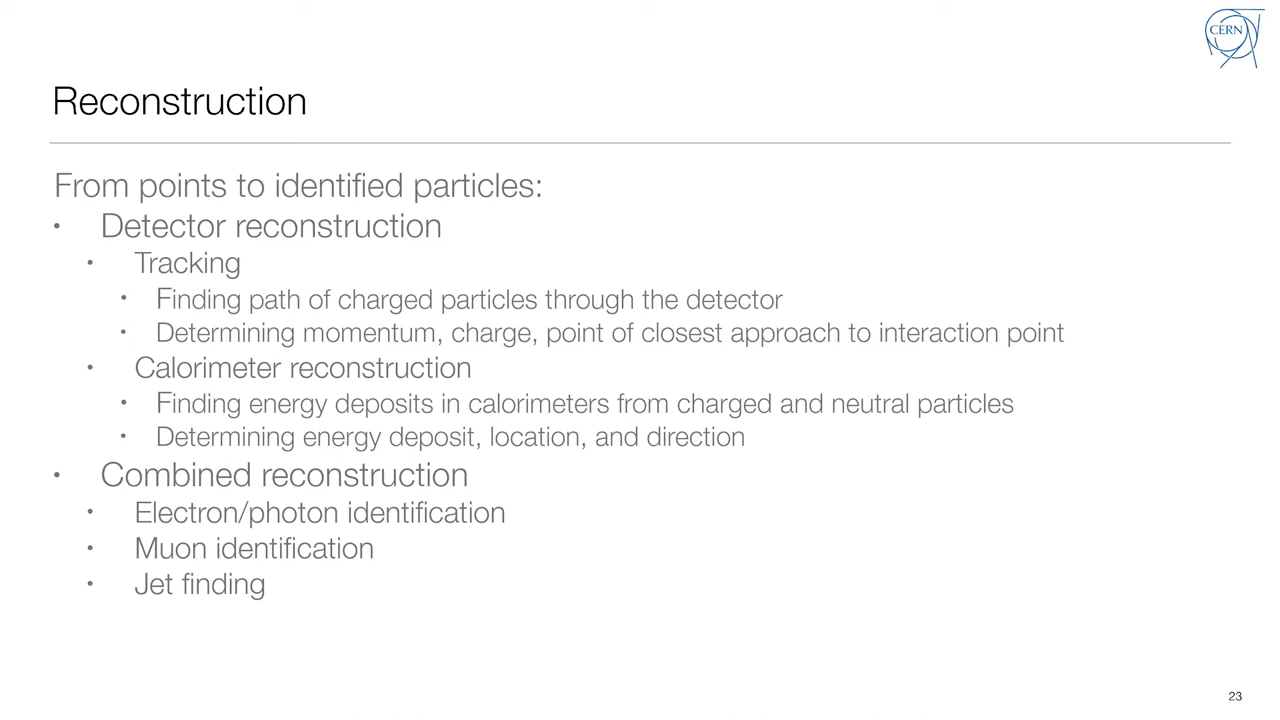 CERN
Reconstruction
From points to identified particles:
• Detector reconstruction
• Tracking
• Finding path of charged particles through the detector
• Determining momentum, charge, point of closest approach to interaction point
• Calorimeter reconstruction
• Finding energy deposits in calorimeters from charged and neutral particles
• Determining energy deposit, location, and direction
• Combined reconstruction
• Electron/photon identification
• Muon identification
• Jet finding
23